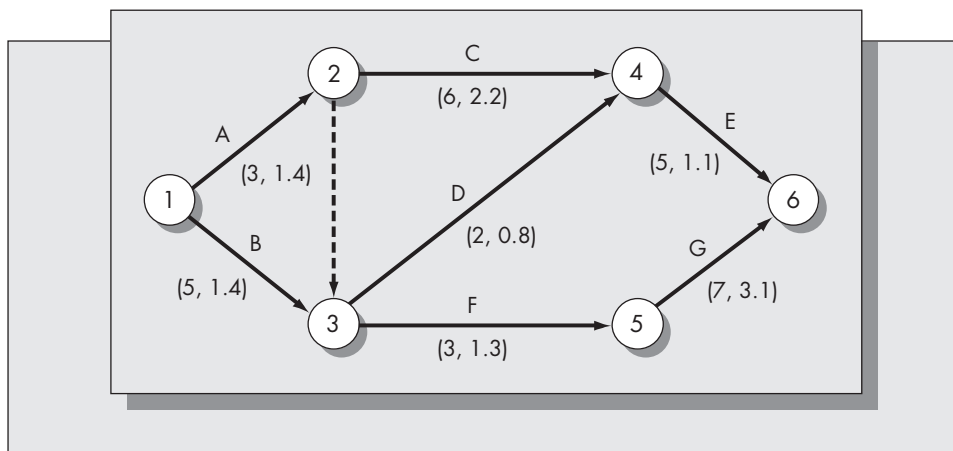 C
2
4
(6, 2.2)
A
E
(3, 1.4)
(5, 1.1)
1
D
6
(2, 0.8)
B
G
(5, 1.4)
(7, 3.1)
F
3
5
(3, 1.3)